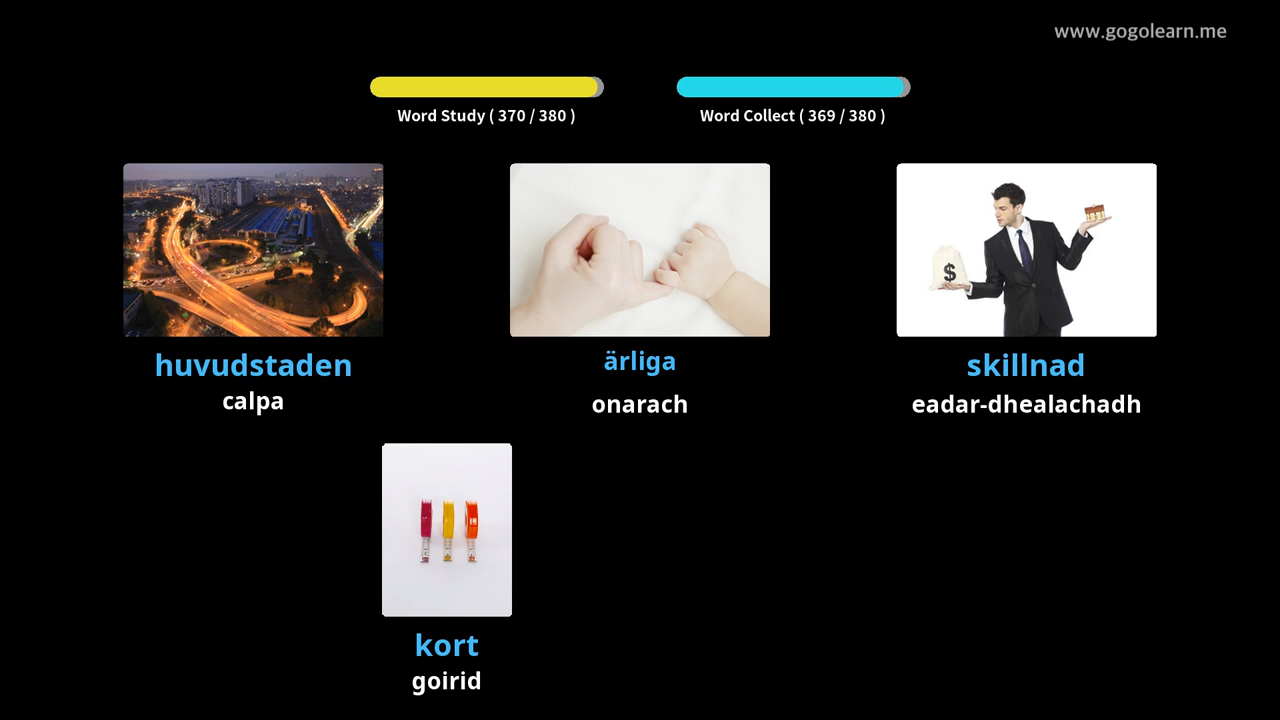 www.gogolearn.me
Word Study ( 370 / 380 )
Word Collect ( 369 / 380 )
$
huvudstaden
calpa
ärliga
onarach
skillnad
eadar-dhealachadh
kort
goirid